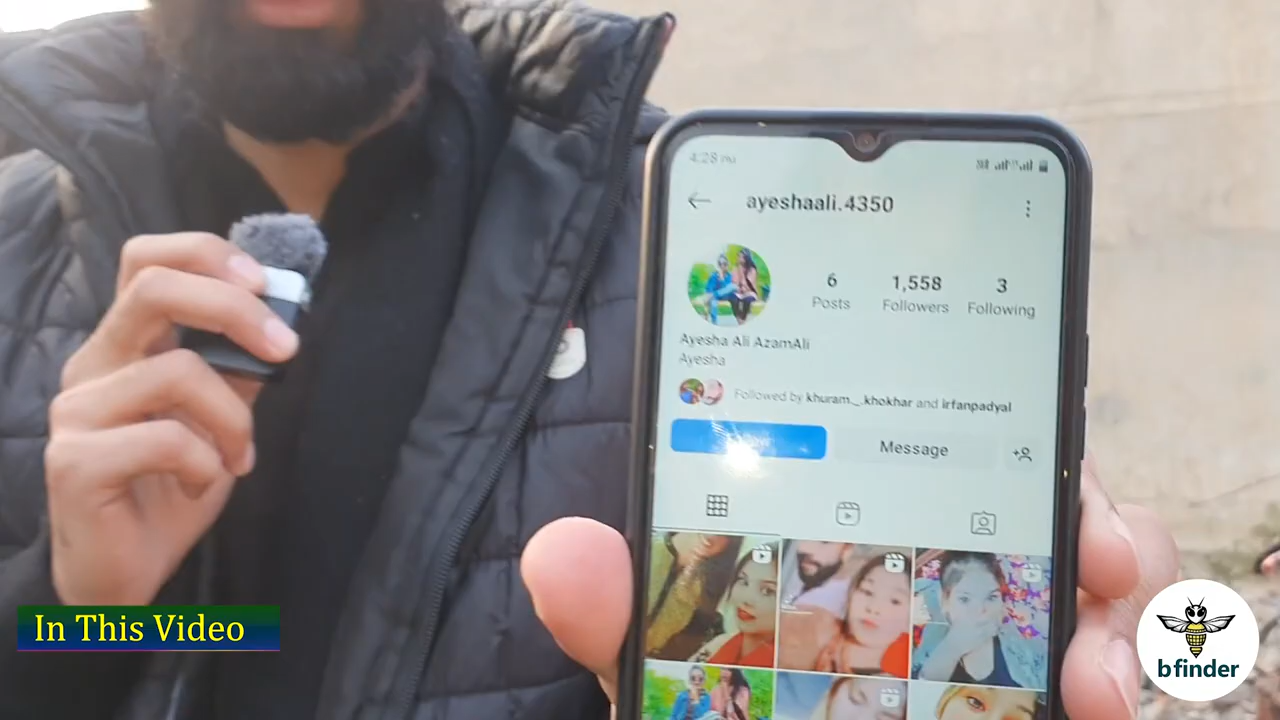 4:28 PM
ayeshaali.4350
6
Posts
1,558
Followers
3
Following
Ayesha Ali AzamAli
Ayesha
Followed by khuram._.khokhar and irfanpadyal
Message
In This Video
bfinder